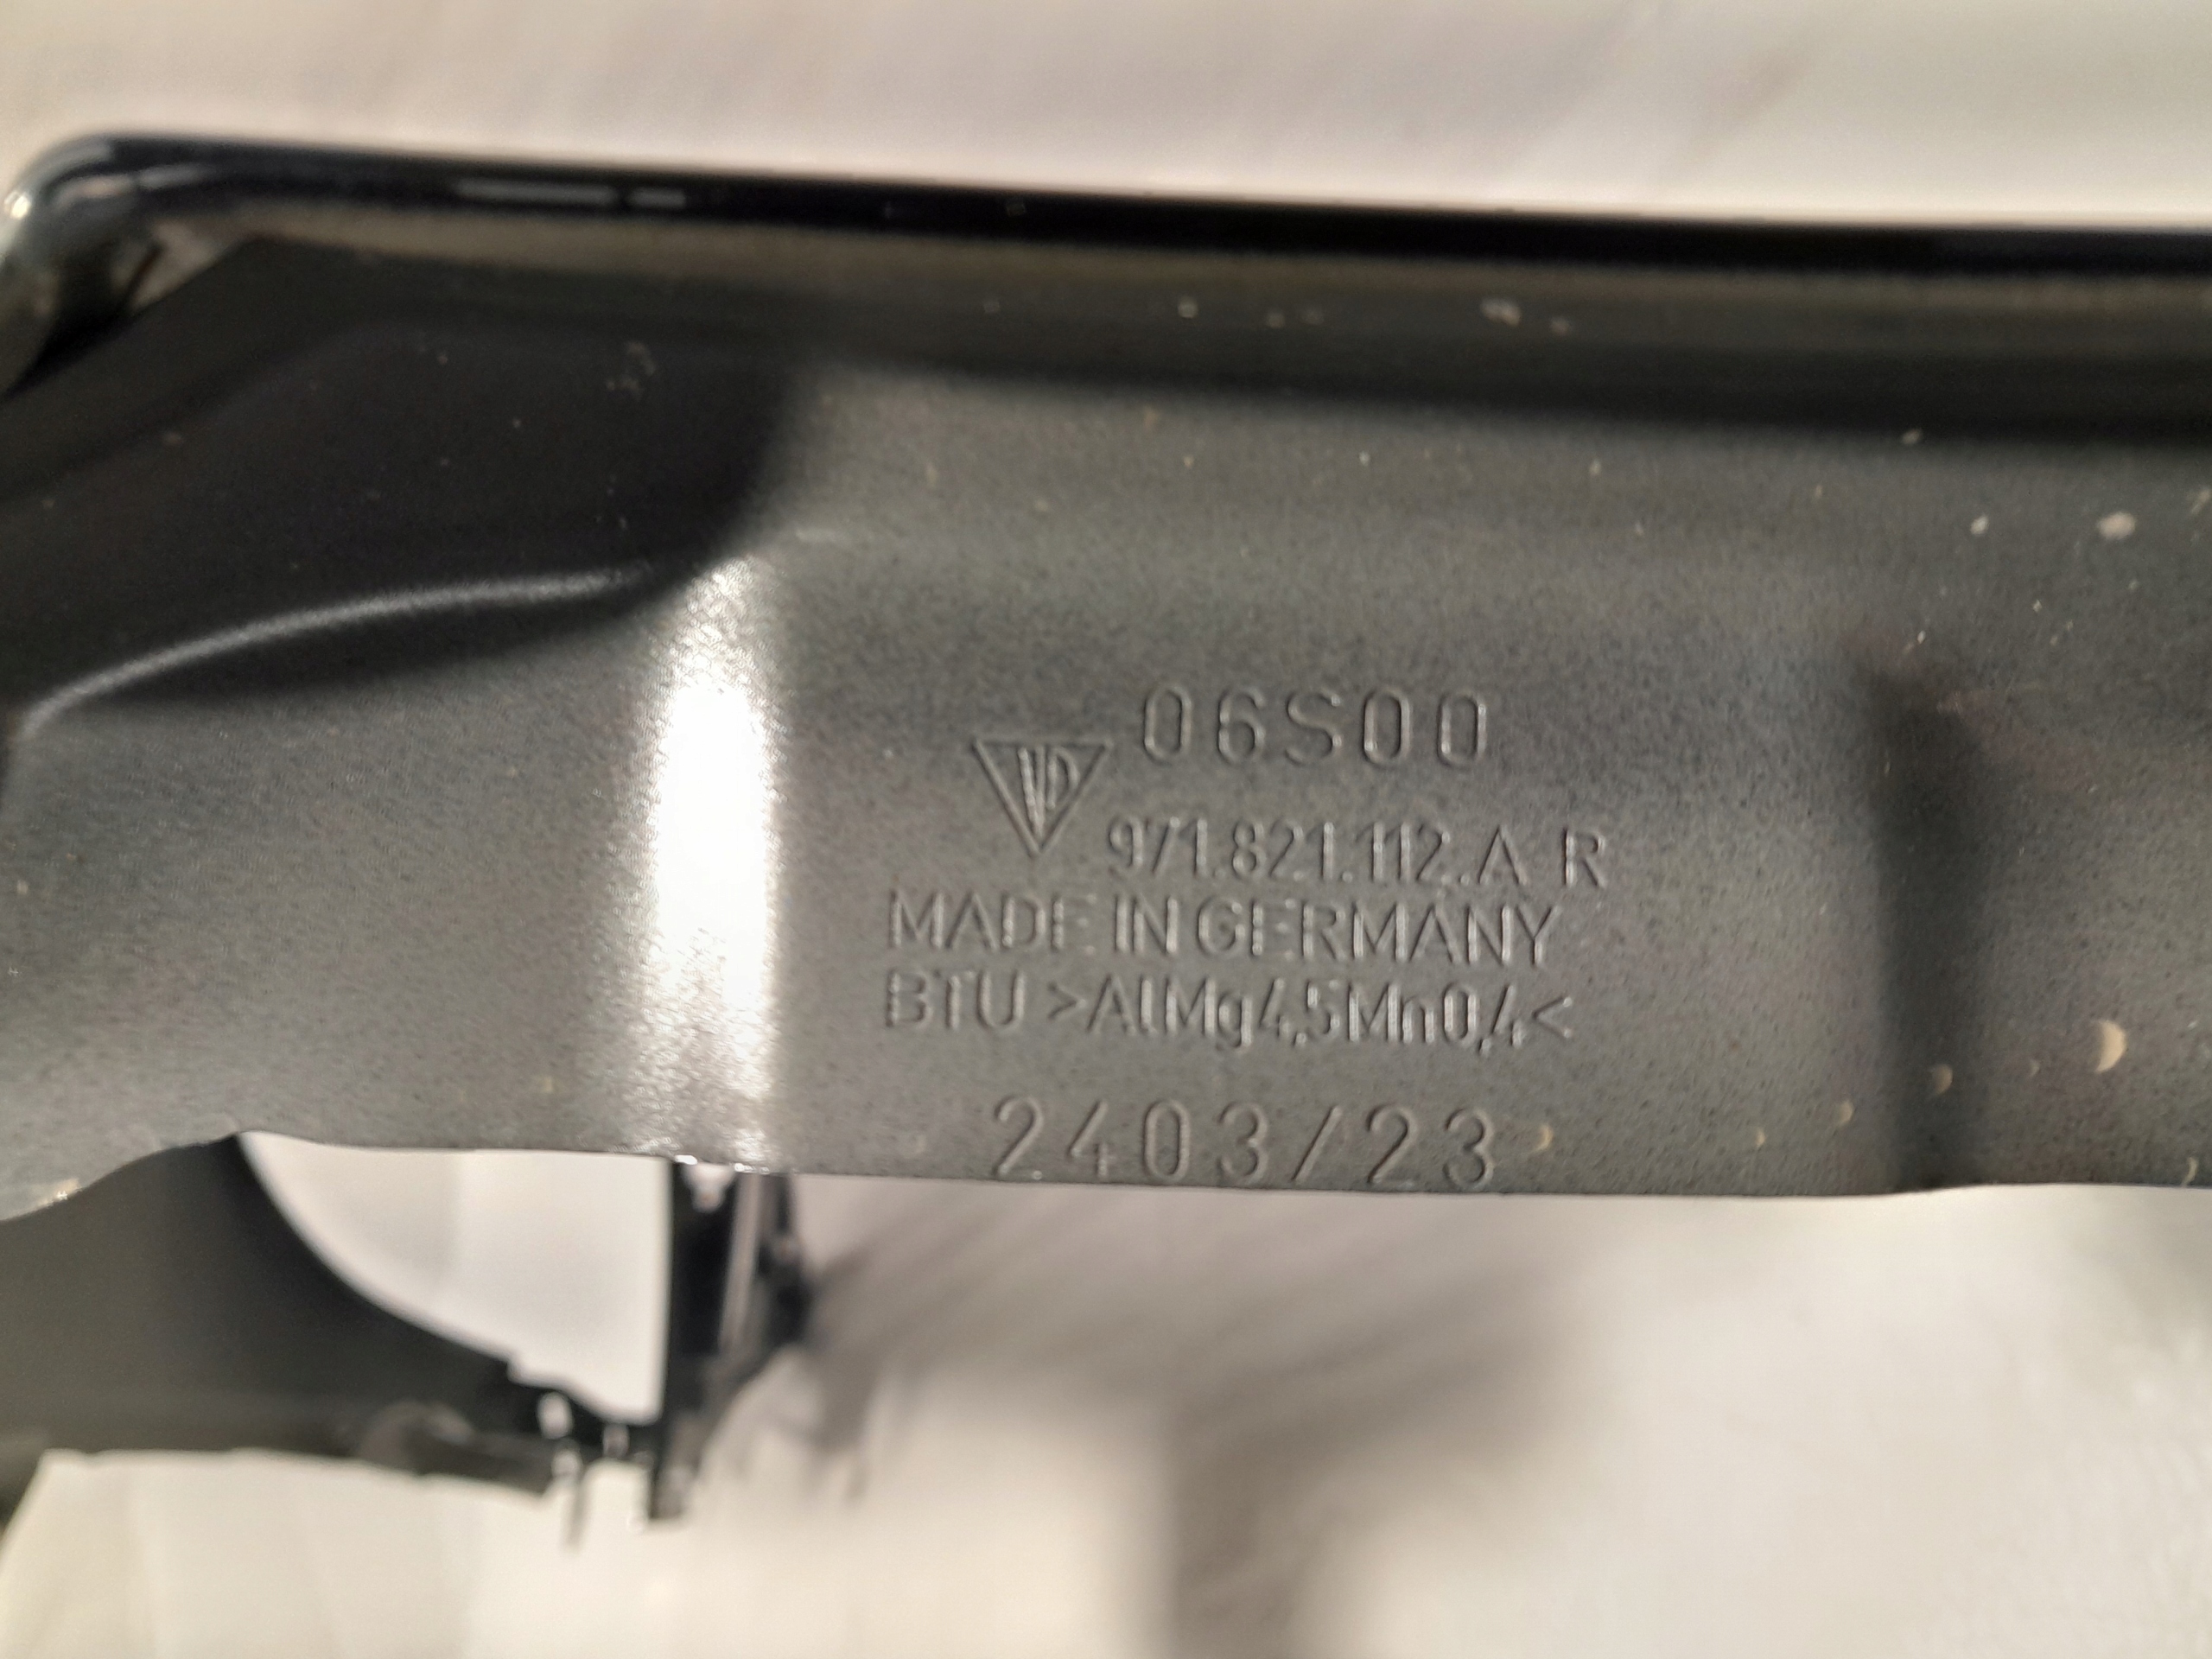 06S00
971.821.112.A R
MADE IN GERMANY
BTU >AlMg4,5Mn0,4<
2403/23